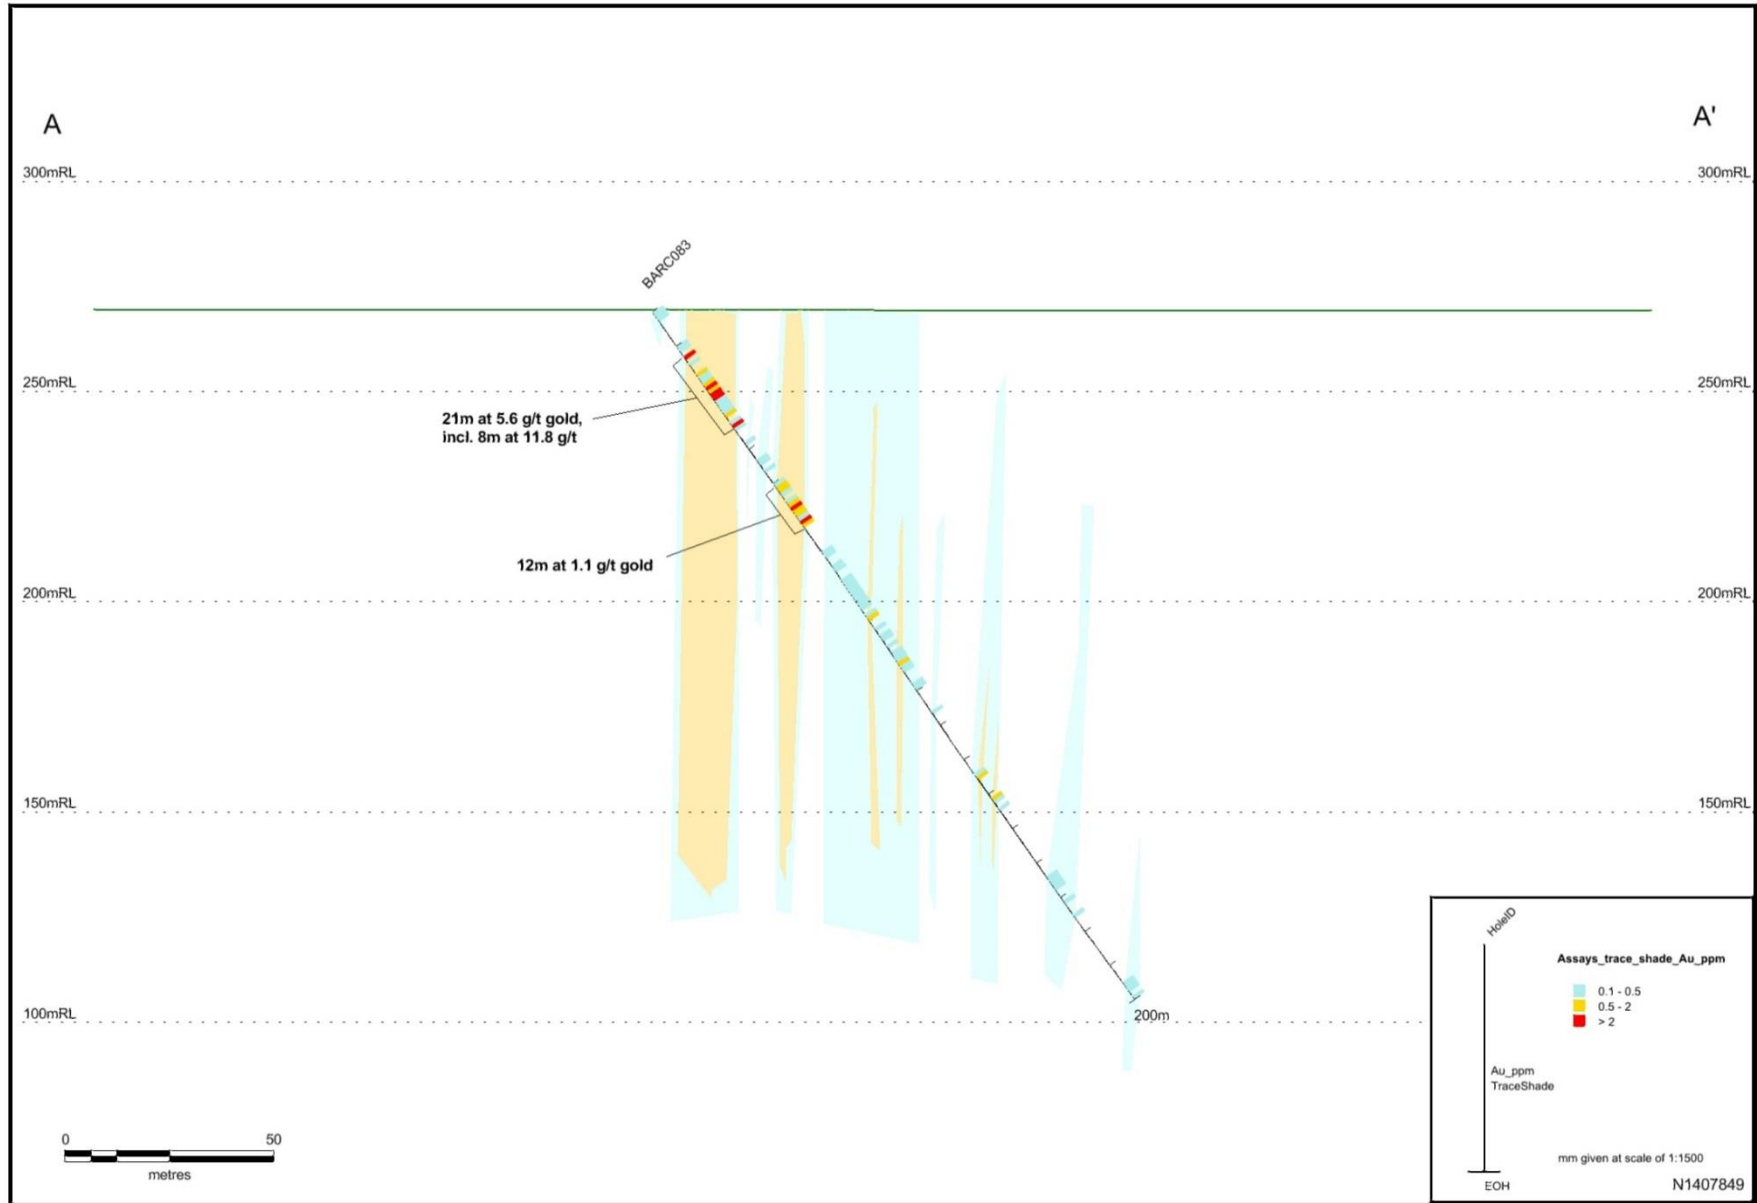 A
A'
300mRL
300mRL
BARC083
250mRL
250mRL
21m at 5.6 g/t gold,
incl. 8m at 11.8 g/t
12m at 1.1 g/t gold
200mRL
200mRL
150mRL
150mRL
100mRL
200m
HoleID
Assays_trace_shade_Au_ppm
0.1 - 0.5
0.5 - 2
> 2
Au_ppm
TraceShade
0 50
metres
mm given at scale of 1:1500
EOH
N1407849